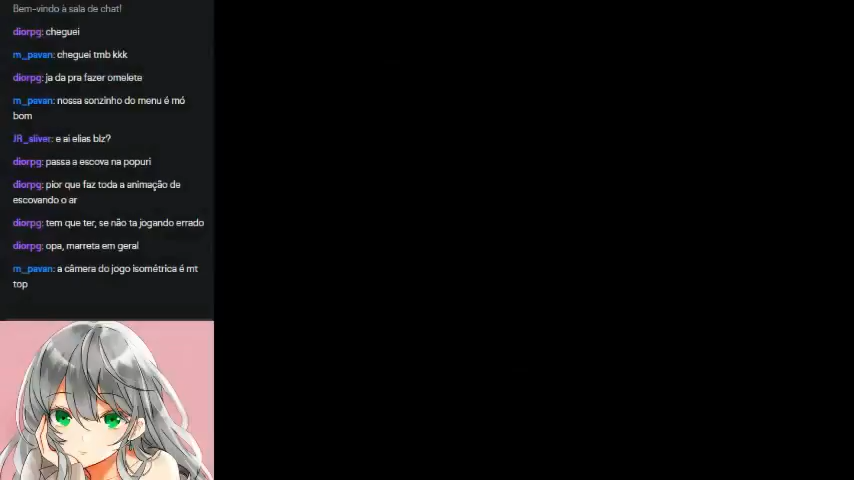 Bem-vindo à sala de chat!
diorpg: cheguei
m_pavan: cheguei tmb kkk
diorpg: ja da pra fazer omelete
m_pavan: nossa sonzinho do menu é mó
bom
JR_sliver: e ai elias blz?
diorpg: passa a escova na popuri
diorpg: pior que faz toda a animação de
escovando o ar
diorpg: tem que ter, se não ta jogando errado
diorpg: opa, marreta em geral
m_pavan: a câmera do jogo isométrica é mt
top